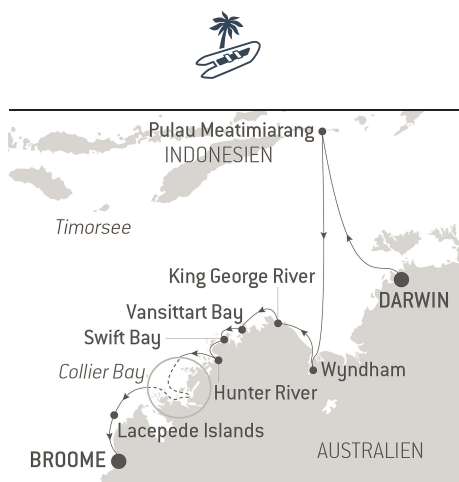 Pulau Meatimiarang
INDONESIEN
Timorsee
King George River
DARWIN
Vansittart Bay
Swift Bay
Collier Bay
Wyndham
Hunter River
Lacepede Islands
AUSTRALIEN
BROOME